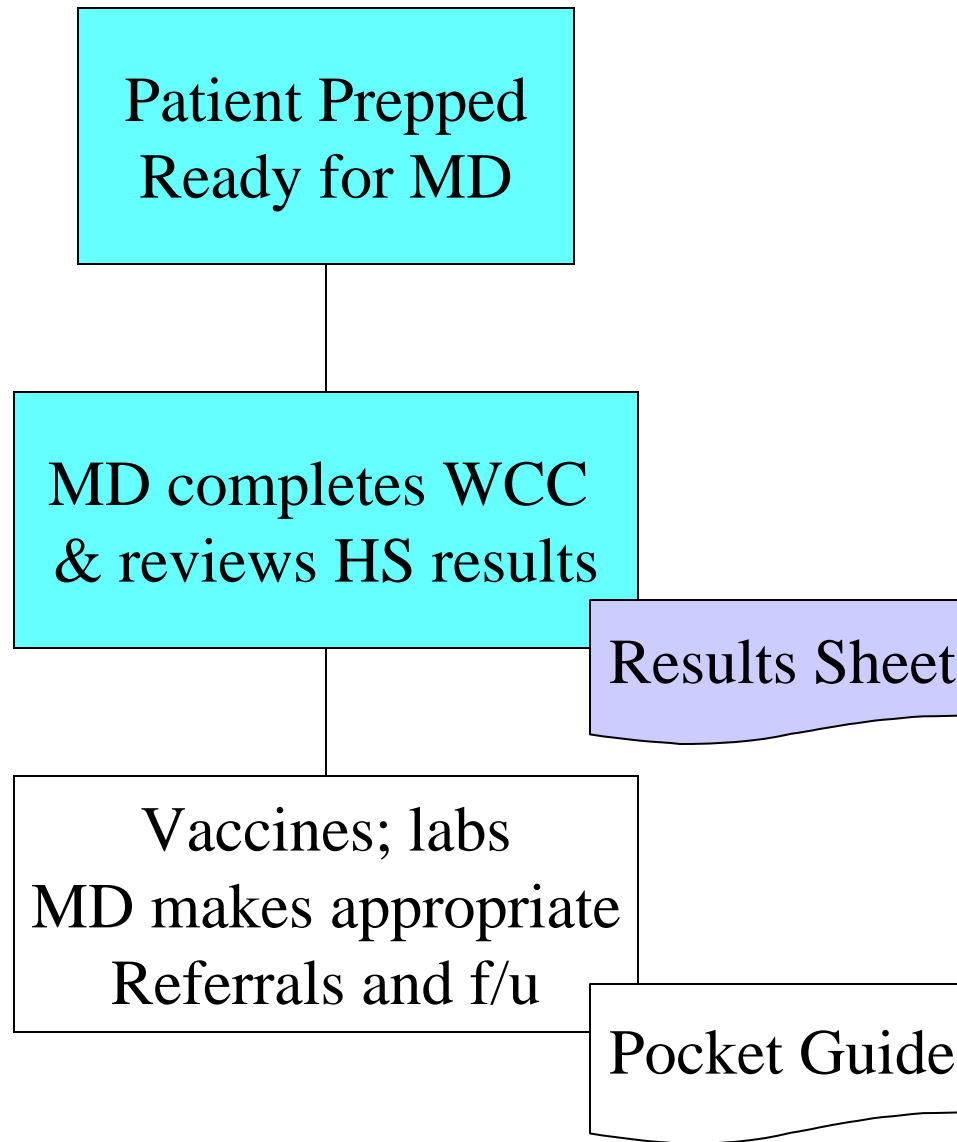 Patient Prepped
Ready for MD
MD completes WCC
& reviews HS results
Results Sheet
Vaccines; labs
MD makes appropriate
Referrals and f/u
Pocket Guide